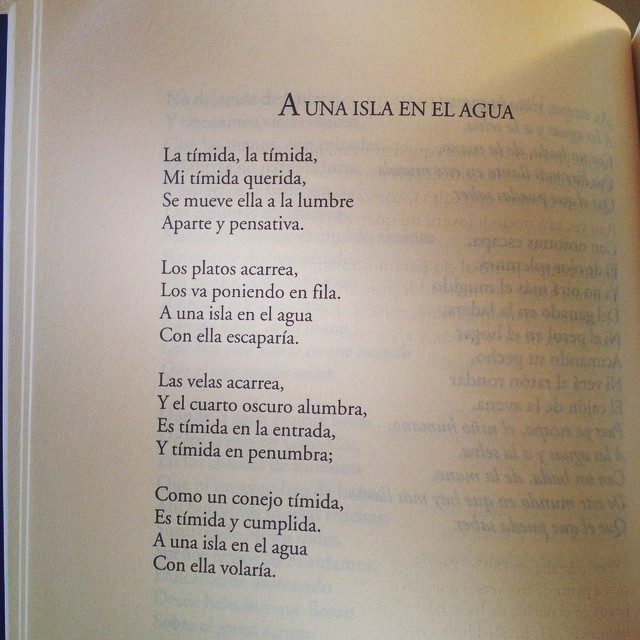 A UNA ISLA EN EL AGUA
La tímida, la tímida,
Mi tímida querida,
Se mueve ella a la lumbre
Aparte y pensativa.
Los platos acarrea,
Los va poniendo en fila.
A una isla en el agua
Con ella escaparía.
Las velas acarrea,
Y el cuarto oscuro alumbra,
Es tímida en la entrada,
Y tímida en penumbra;
Como un conejo tímida,
Es tímida y cumplida.
A una isla en el agua
Con ella volaría.